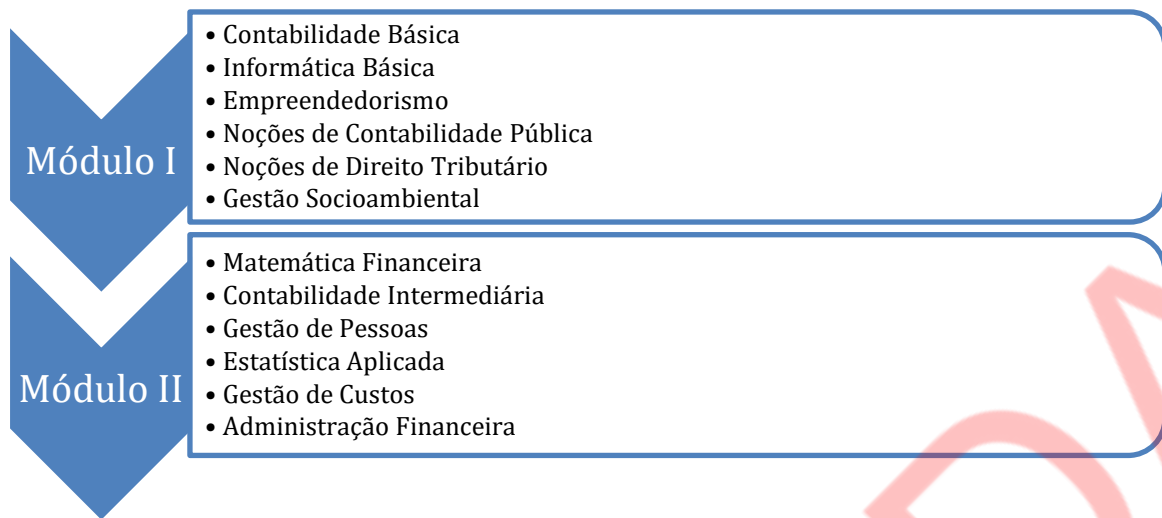 Módulo I
• Contabilidade Básica
• Informática Básica
• Empreendedorismo
• Noções de Contabilidade Pública
• Noções de Direito Tributário
• Gestão Socioambiental
Módulo II
• Matemática Financeira
• Contabilidade Intermediária
• Gestão de Pessoas
• Estatística Aplicada
• Gestão de Custos
• Administração Financeira